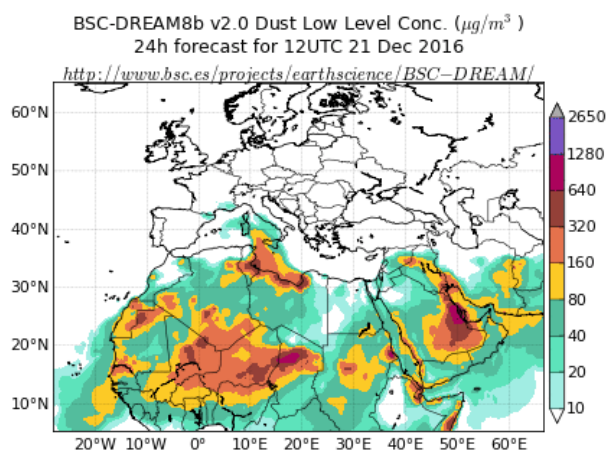 BSC-DREAM8b v2.0 Dust Low Level Conc. (μg/m³ )
24h forecast for 12UTC 21 Dec 2016
http://www.bsc.es/projects/earthscience/BSC−DREAM/
60°N
50°N
40°N
30°N
20°N
10°N
20°W 10°W 0° 10°E 20°E 30°E 40°E 50°E 60°E
2650
1280
640
320
160
80
40
20
10